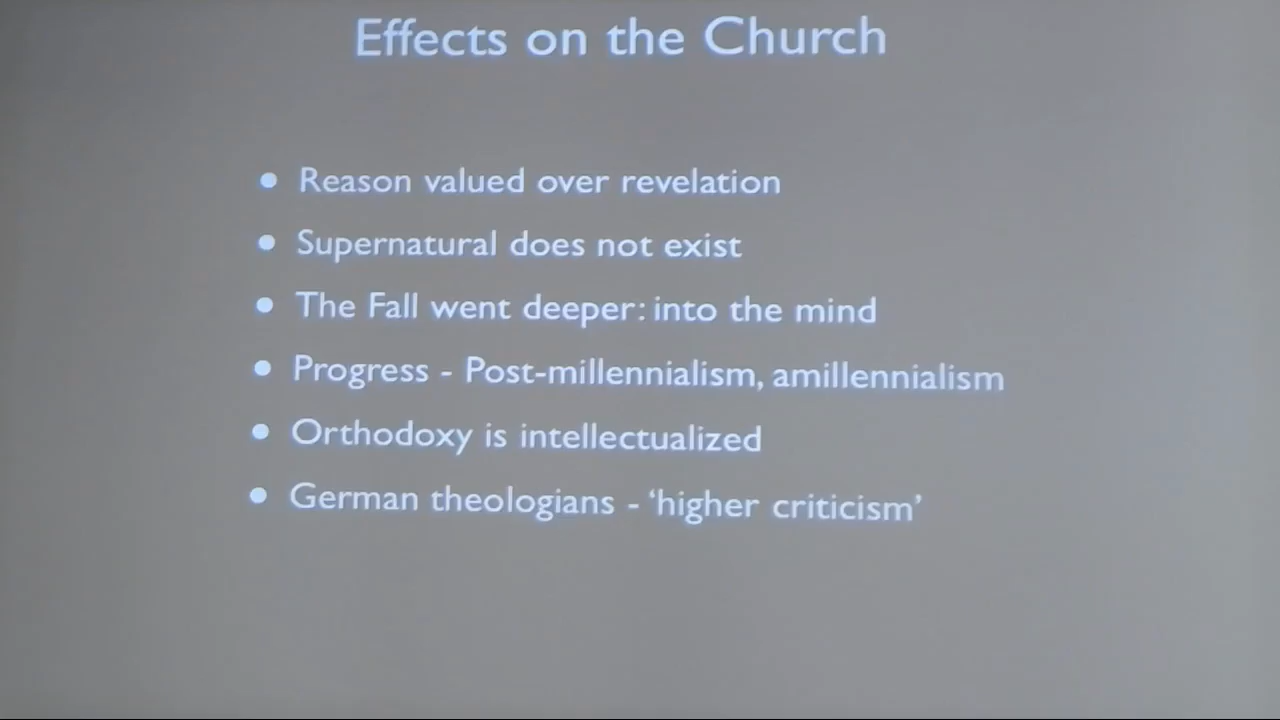 Effects on the Church
• Reason valued over revelation
• Supernatural does not exist
• The Fall went deeper: into the mind
• Progress - Post-millennialism, amillennialism
• Orthodoxy is intellectualized
• German theologians - ‘higher criticism’